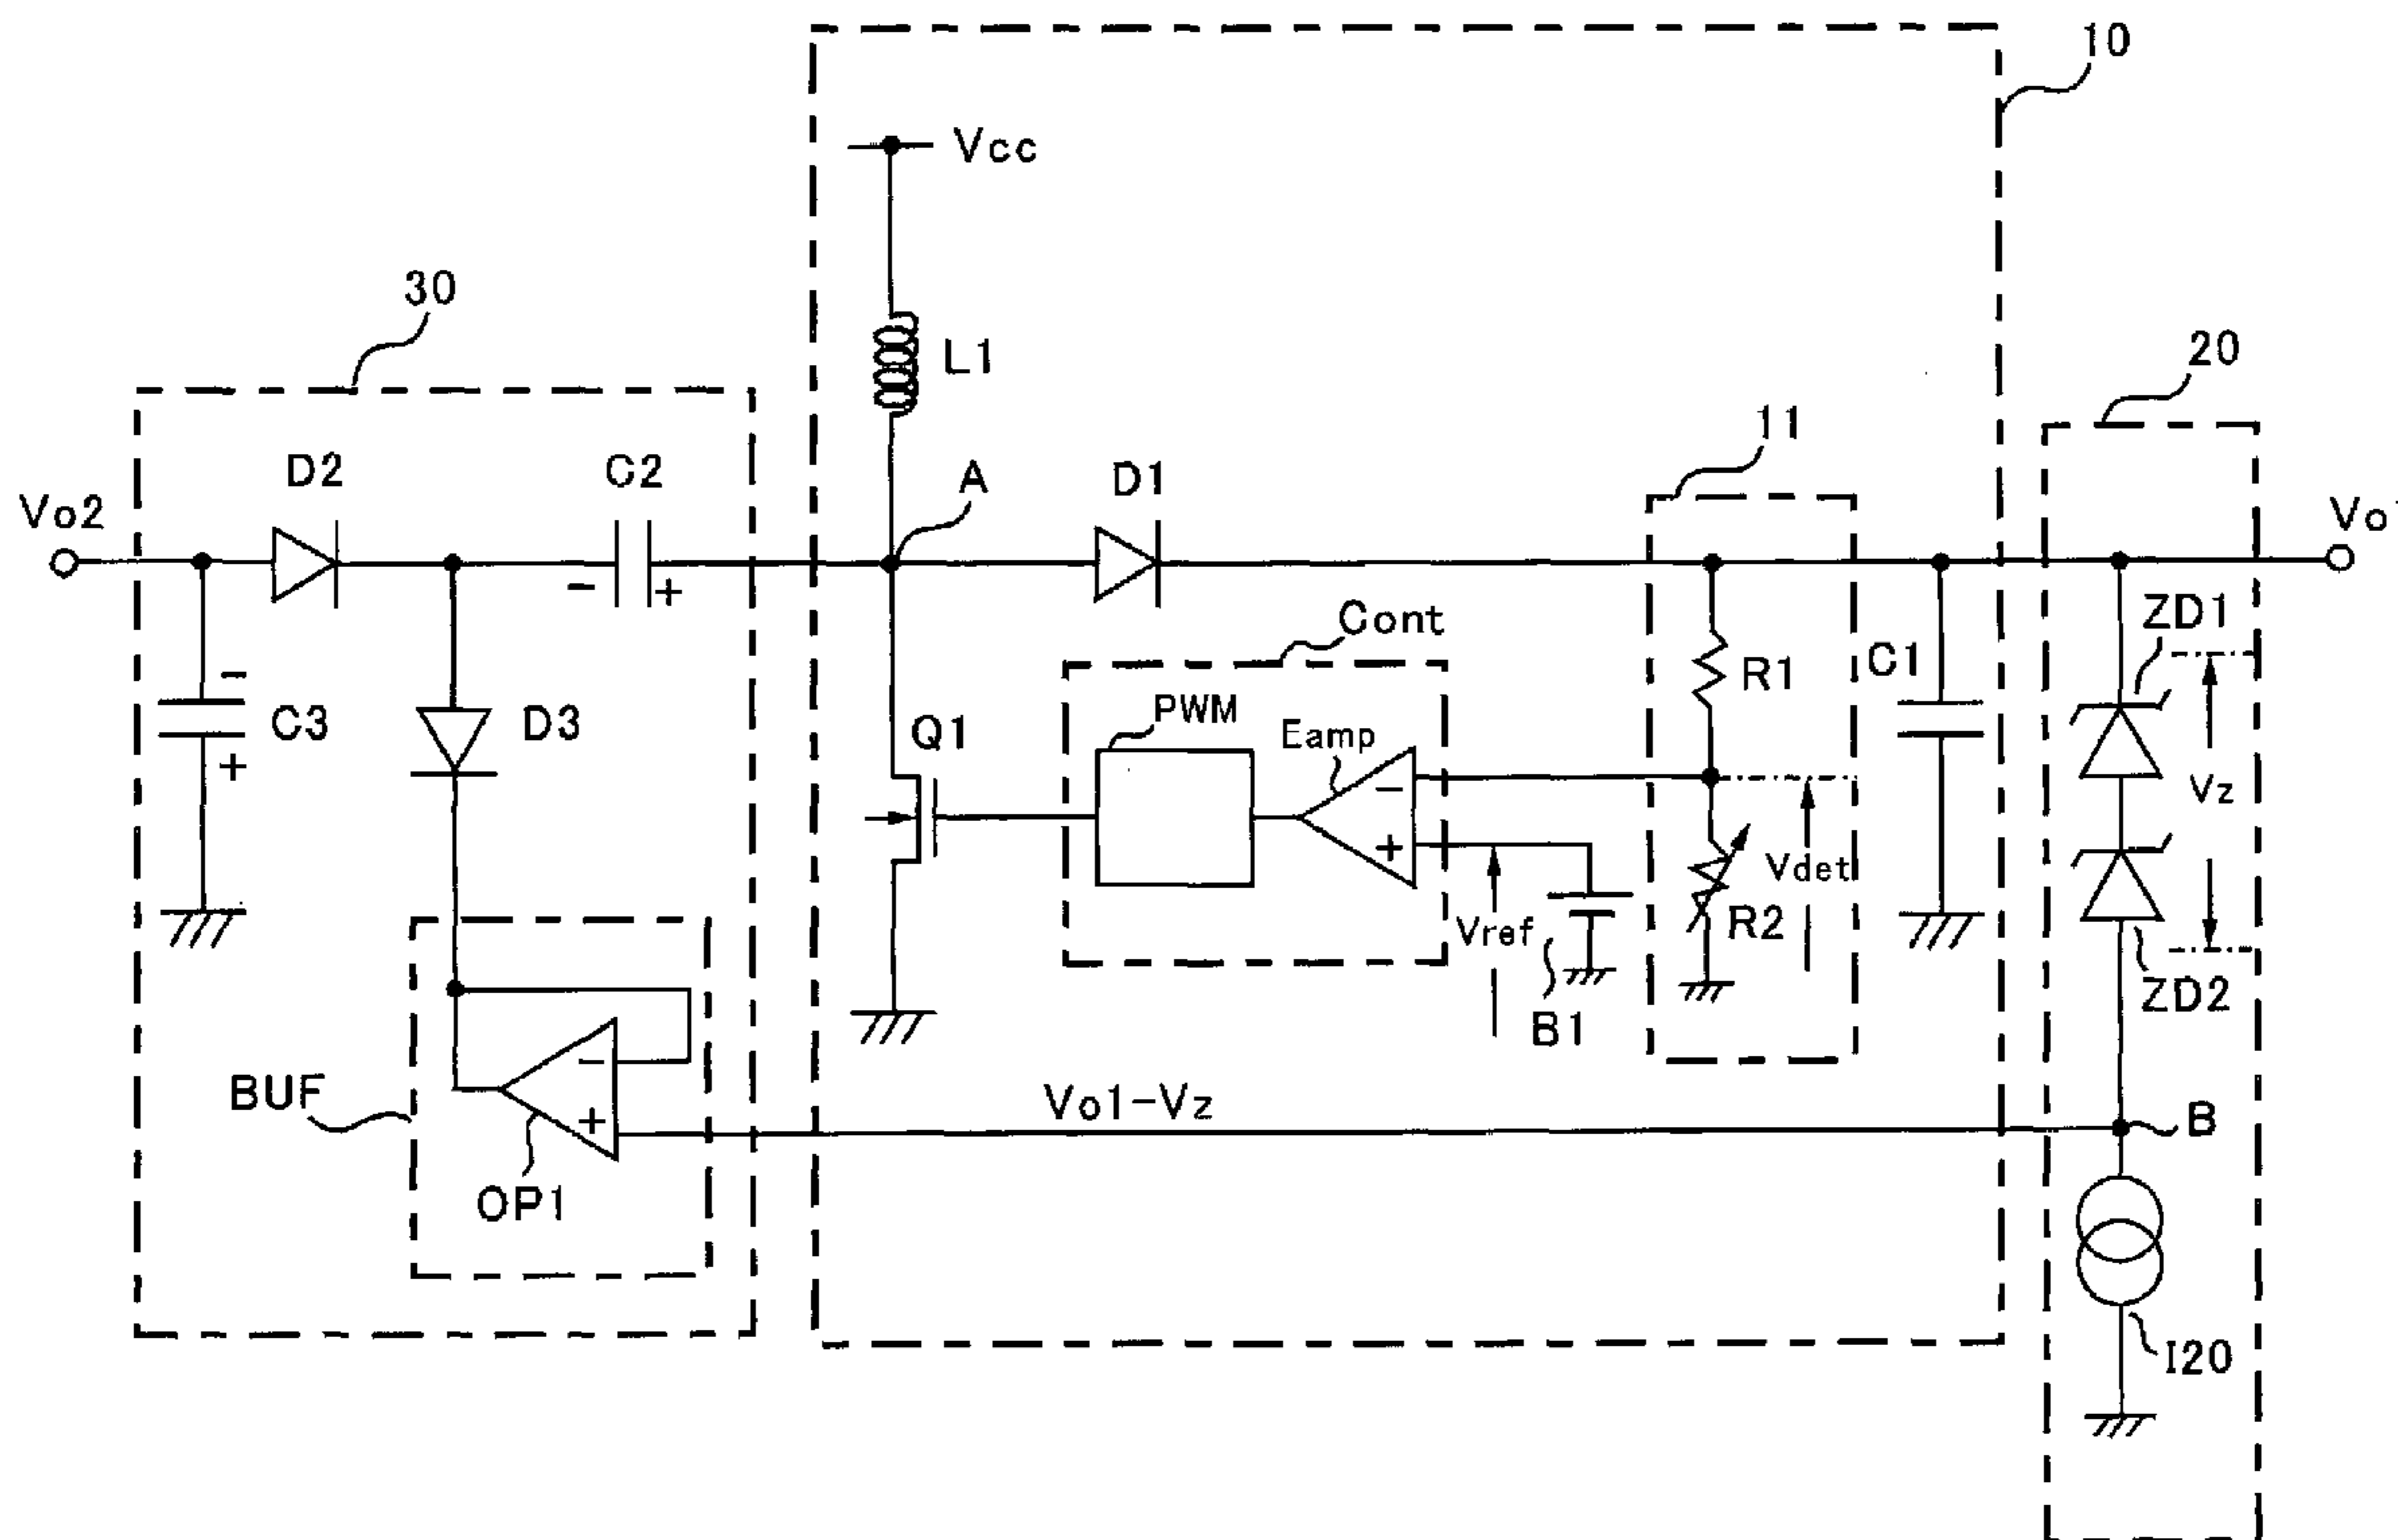 10
Vcc
30
L1
20
11
A
D1
D2
C2
Vo2
Vo
ZD1
Cont
C1
R1
PWM
Eamp
Q1
C3
D3
Vz
Vdet
Vref
R2
ZD2
B1
BUF
Vo1-Vz
B
OP1
I20
- +
-
+
-
+
-
+